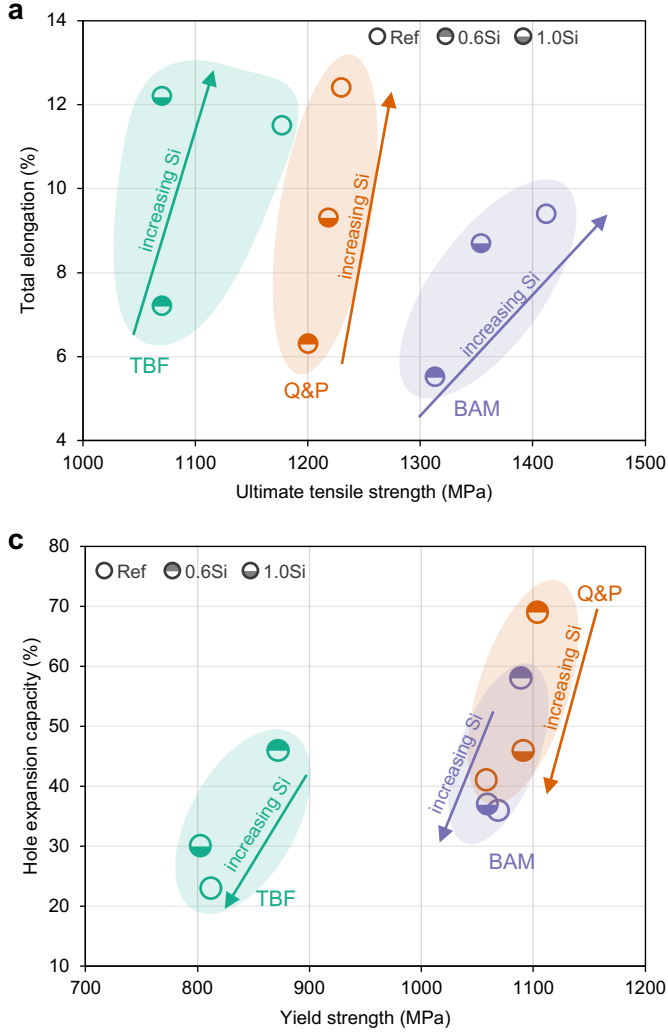 a
Ref 0.6Si 1.0Si
14
12
10
8
6
4
Total elongation (%)
increasing Si
increasing Si
increasing Si
TBF
Q&P
BAM
1000 1100 1200 1300 1400 1500
Ultimate tensile strength (MPa)
c
Ref 0.6Si 1.0Si
80
70
60
50
40
30
20
10
Hole expansion capacity (%)
Q&P
increasing Si
increasing Si
increasing Si
BAM
TBF
700 800 900 1000 1100 1200
Yield strength (MPa)